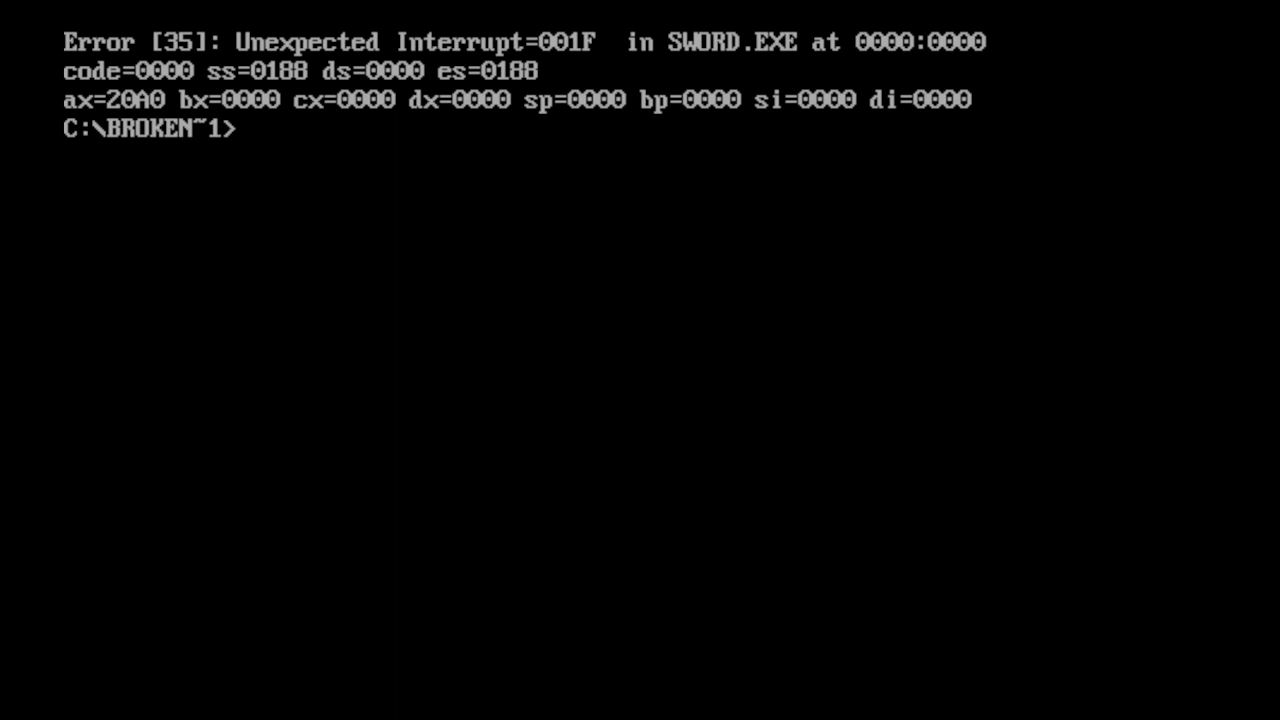 Error [35]: Unexpected Interrupt=001F  in SWORD.EXE at 0000:0000
code=0000 ss=0188 ds=0000 es=0188
ax=20A0 bx=0000 cx=0000 dx=0000 sp=0000 bp=0000 si=0000 di=0000
C:\BROKEN~1>